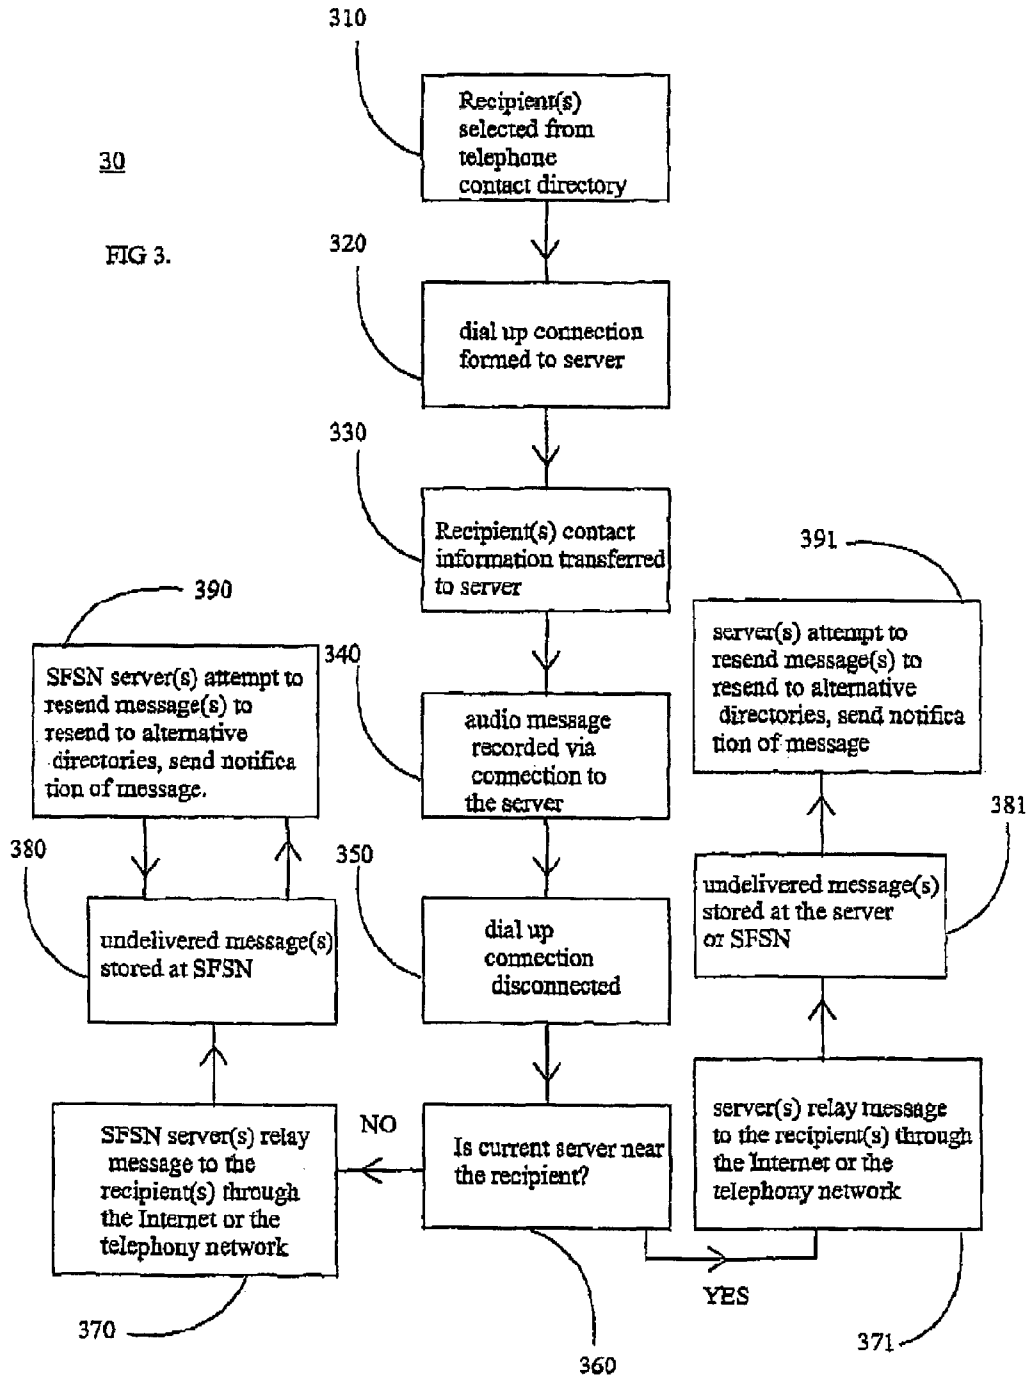 310
Recipient(s)
selected from
telephone
contact directory
30
FIG 3.
320
dial up connection
formed to server
330
Recipient(s) contact
information transferred
to server
340
audio message
recorded via
connection to
the server
350
dial up
connection
disconnected
Is current server near
the recipient?
360
NO
SFSN server(s) relay
message to the
recipient(s) through
the Internet or the
telephony network
370
380
undelivered message(s)
stored at SFSN
390
SFSN server(s) attempt to
resend message(s) to
resend to alternative
directories, send notifica
tion of message.
YES
server(s) relay message
to the recipient(s) through
the Internet or the
telephony network
371
381
undelivered message(s)
stored at the server
or SFSN
391
server(s) attempt to
resend message(s) to
resend to alternative
directories, send notifica
tion of message